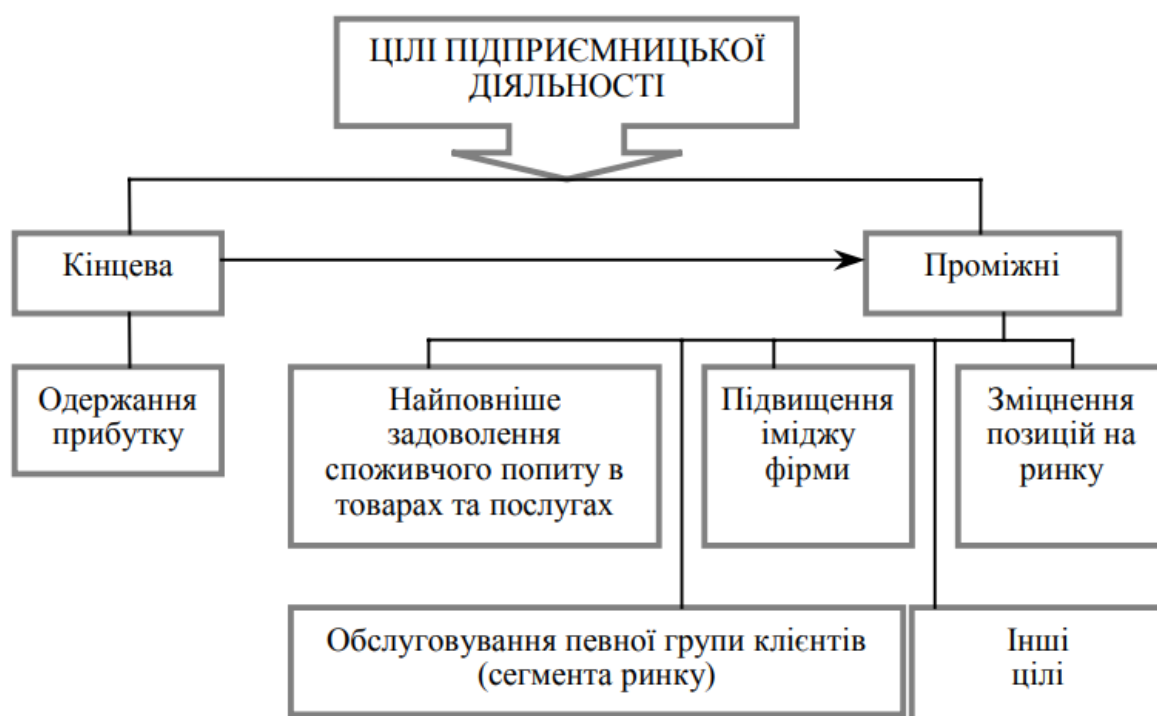 ЦІЛІ ПІДПРИЄМНИЦЬКОЇ
ДІЯЛЬНОСТІ
Кінцева
Проміжні
Одержання
прибутку
Найповніше
задоволення
споживчого попиту в
товарах та послугах
Підвищення
іміджу
фірми
Зміцнення
позицій на
ринку
Обслуговування певної групи клієнтів
(сегмента ринку)
Інші
цілі